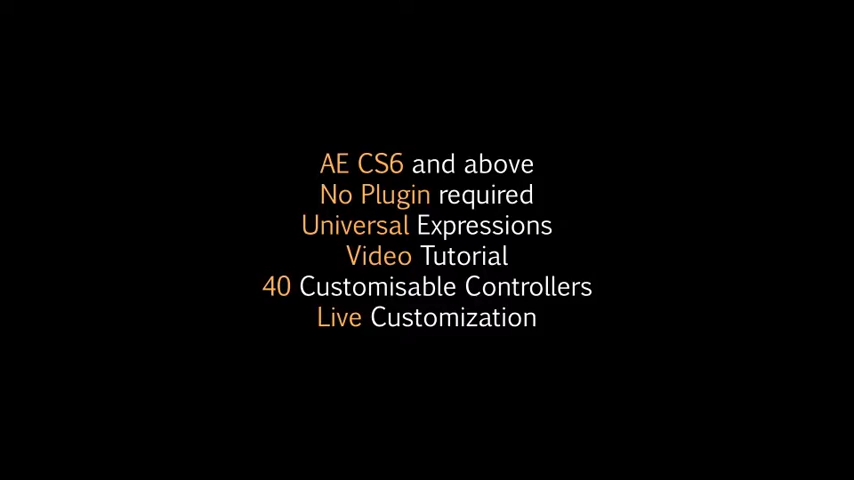 AE CS6 and above
No Plugin required
Universal Expressions
Video Tutorial
40 Customisable Controllers
Live Customization